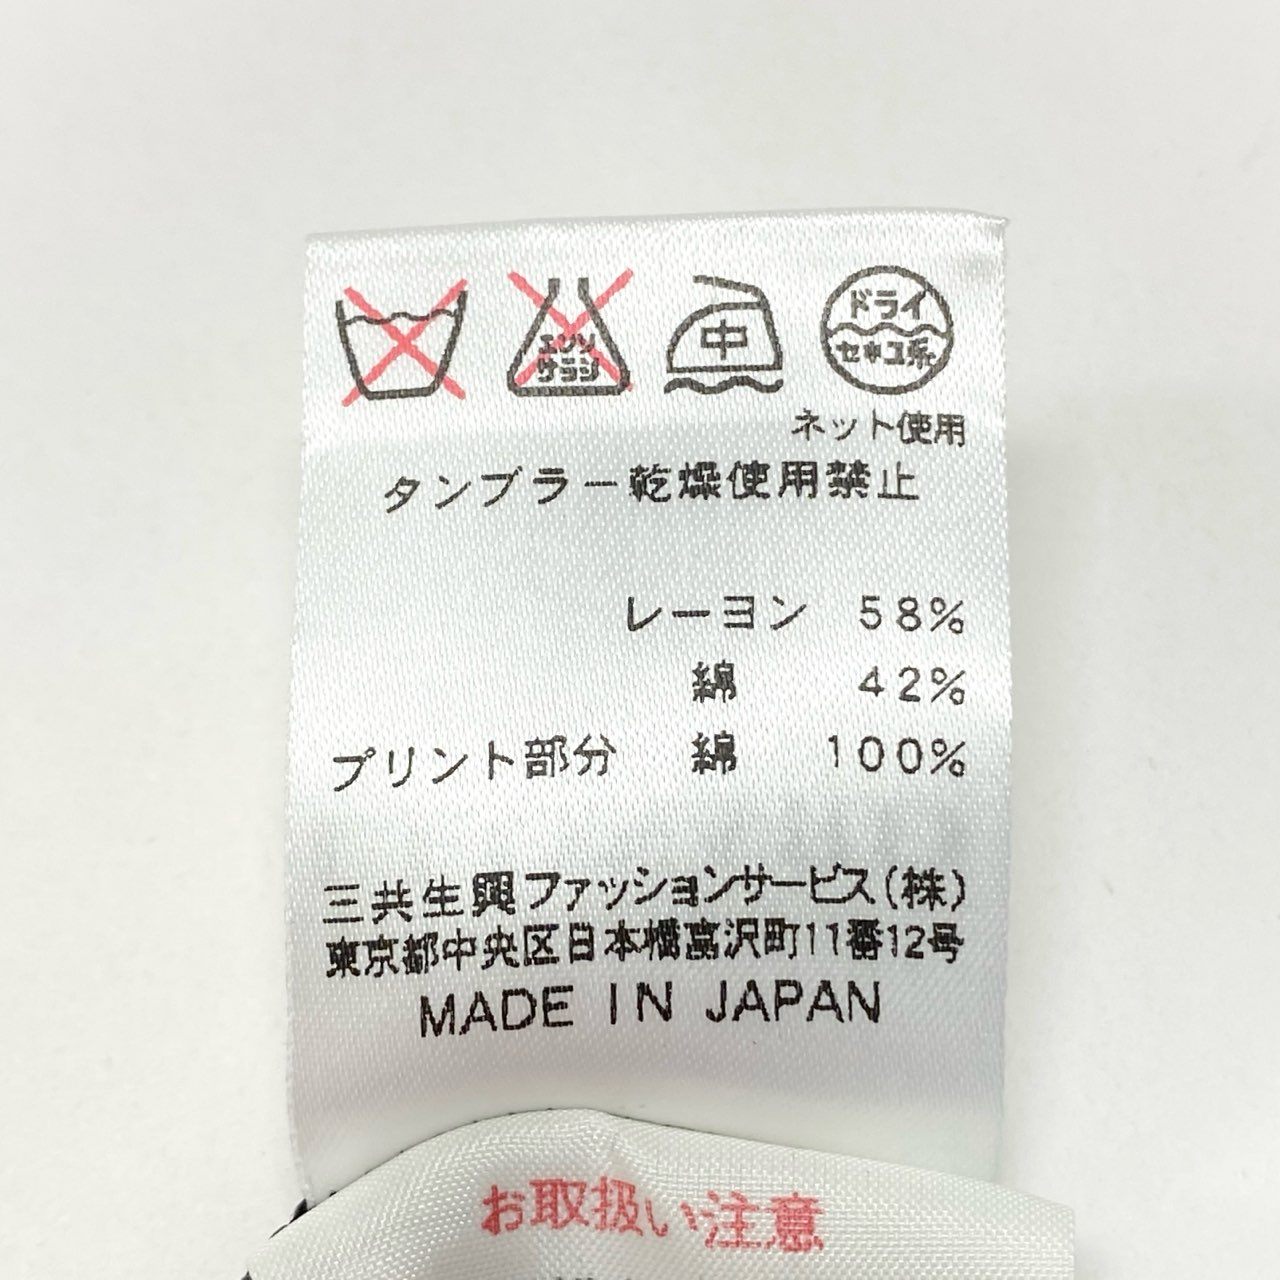 エンソ
サラシ
中
ドライ
セキユ系
ネット使用
タンブラー乾燥使用禁止
レーヨン 58%
綿 42%
プリント部分 綿 100%
三共生興ファッションサービス(株)
東京都中央区日本橋富沢町11番12号
MADE IN JAPAN
お取扱い注意